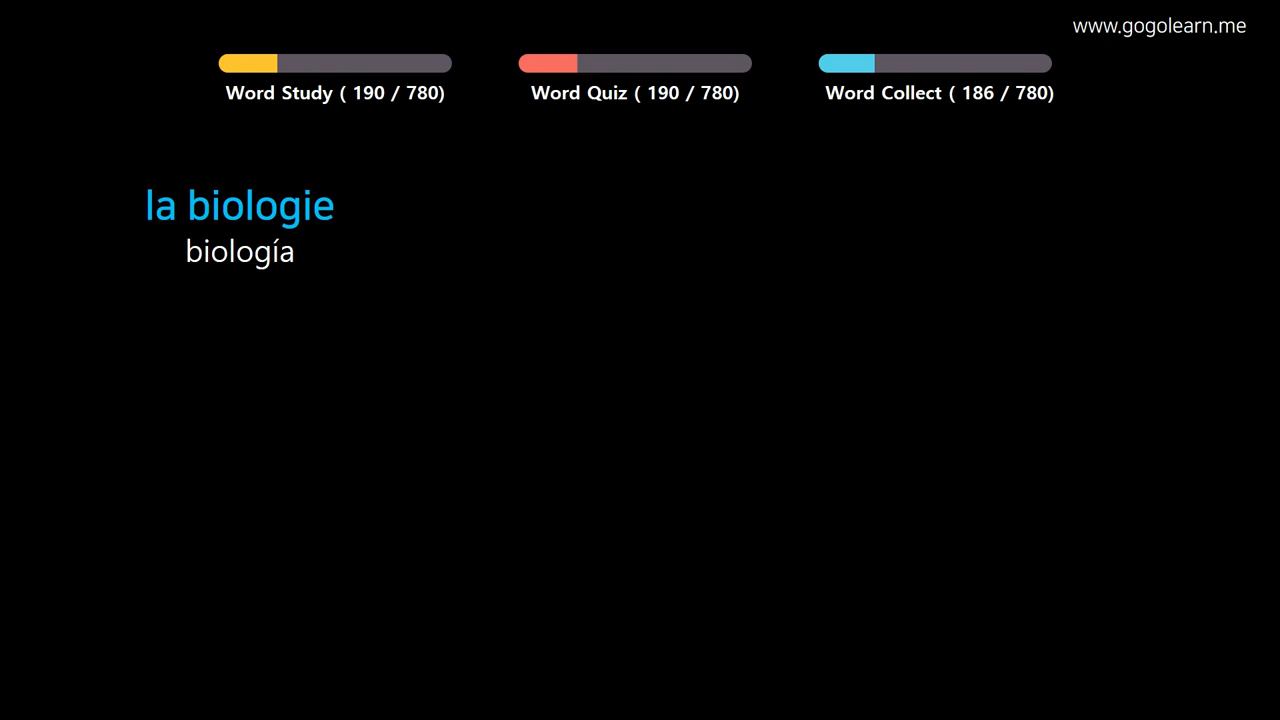 www.gogolearn.me
Word Study ( 190 / 780)
Word Quiz ( 190 / 780)
Word Collect ( 186 / 780)
la biologie
biología